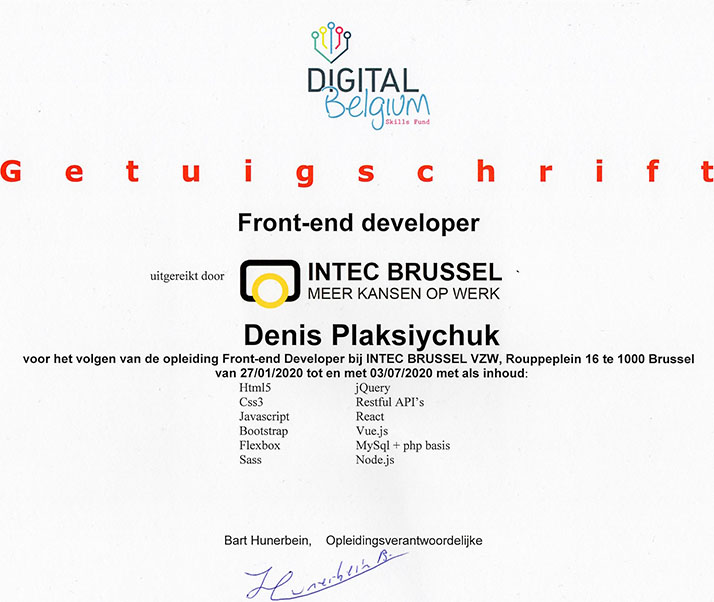 DIGITAL
Belgium
Skills Fund
Getuigschrift
Front-end developer
uitgereikt door
INTEC BRUSSEL
MEER KANSEN OP WERK
Denis Plaksiychuk
voor het volgen van de opleiding Front-end Developer bij INTEC BRUSSEL VZW, Rouppeplein 16 te 1000 Brussel
van 27/01/2020 tot en met 03/07/2020 met als inhoud:
Html5 jQuery
Css3 Restful API's
Javascript React
Bootstrap Vue.js
Flexbox MySql + php basis
Sass Node.js
Bart Hunerbein, Opleidingsverantwoordelijke
Hunerbein B.